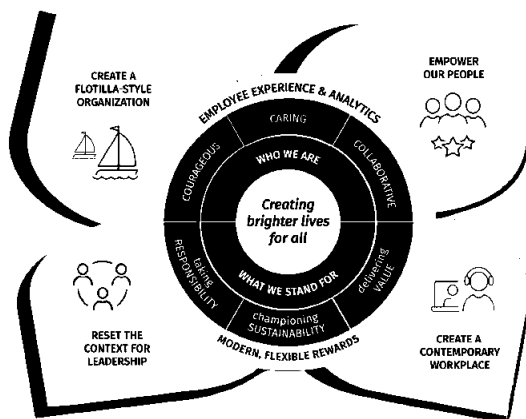 CREATE A
FLOTILLA-STYLE
ORGANIZATION
EMPOWER
OUR PEOPLE
EMPLOYEE EXPERIENCE & ANALYTICS
COURAGEOUS
CARING
COLLABORATIVE
WHO WE ARE
Creating
brighter lives
for all
WHAT WE STAND FOR
taking
RESPONSIBILITY
championing
SUSTAINABILITY
delivering
VALUE
MODERN, FLEXIBLE REWARDS
RESET THE
CONTEXT FOR
LEADERSHIP
CREATE A
CONTEMPORARY
WORKPLACE